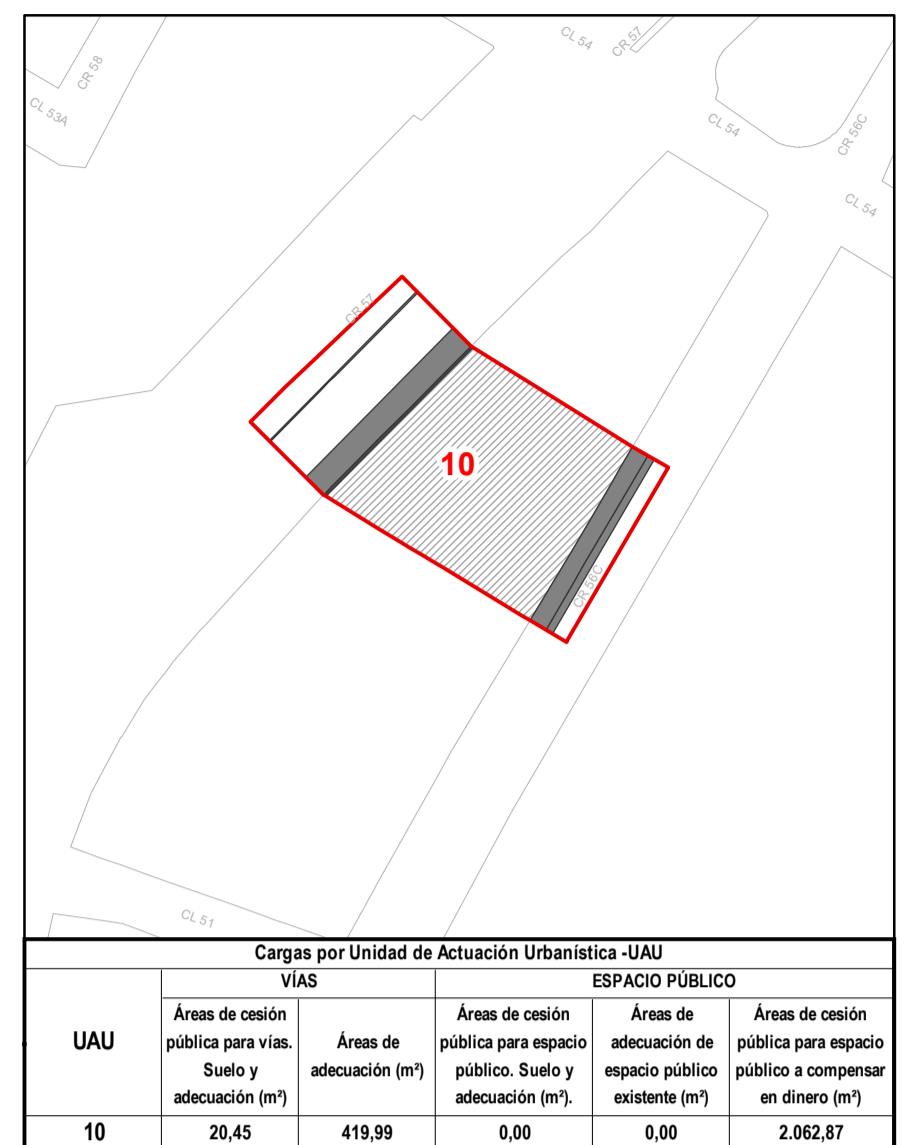 CL 54
CR 57
CR 58
CL 53A
CL 54
CR 56C
CL 54
CR 57
10
CR 56C
CL 51
Cargas por Unidad de Actuación Urbanística -UAU
VÍAS
ESPACIO PÚBLICO
UAU
Áreas de cesión
pública para vías.
Suelo y
adecuación (m²)
Áreas de
adecuación (m²)
Áreas de cesión
pública para espacio
público. Suelo y
adecuación (m²).
Áreas de
adecuación de
espacio público
existente (m²)
Áreas de cesión
pública para espacio
público a compensar
en dinero (m²)
10
20,45
419,99
0,00
0,00
2.062,87